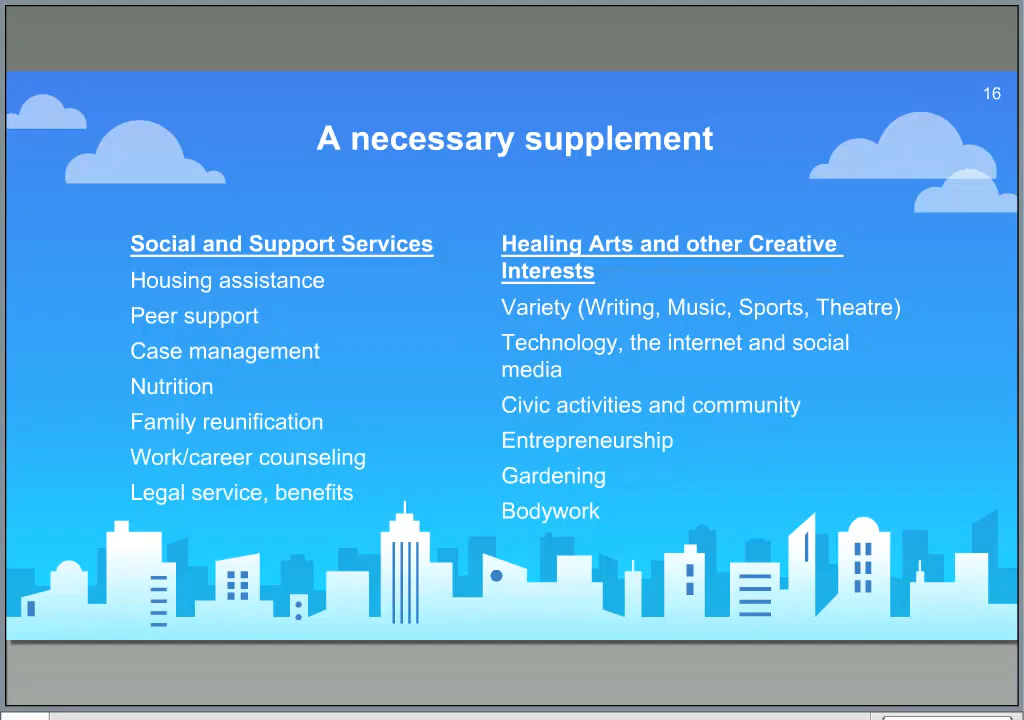 16
A necessary supplement
Social and Support Services
Housing assistance
Peer support
Case management
Nutrition
Family reunification
Work/career counseling
Legal service, benefits
Healing Arts and other Creative
Interests
Variety (Writing, Music, Sports, Theatre)
Technology, the internet and social
media
Civic activities and community
Entrepreneurship
Gardening
Bodywork